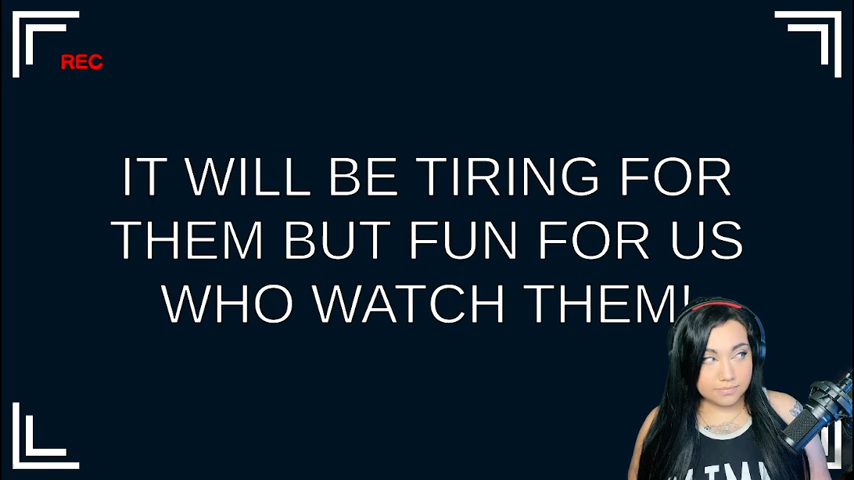 REC
IT WILL BE TIRING FOR
THEM BUT FUN FOR US
WHO WATCH THEM!